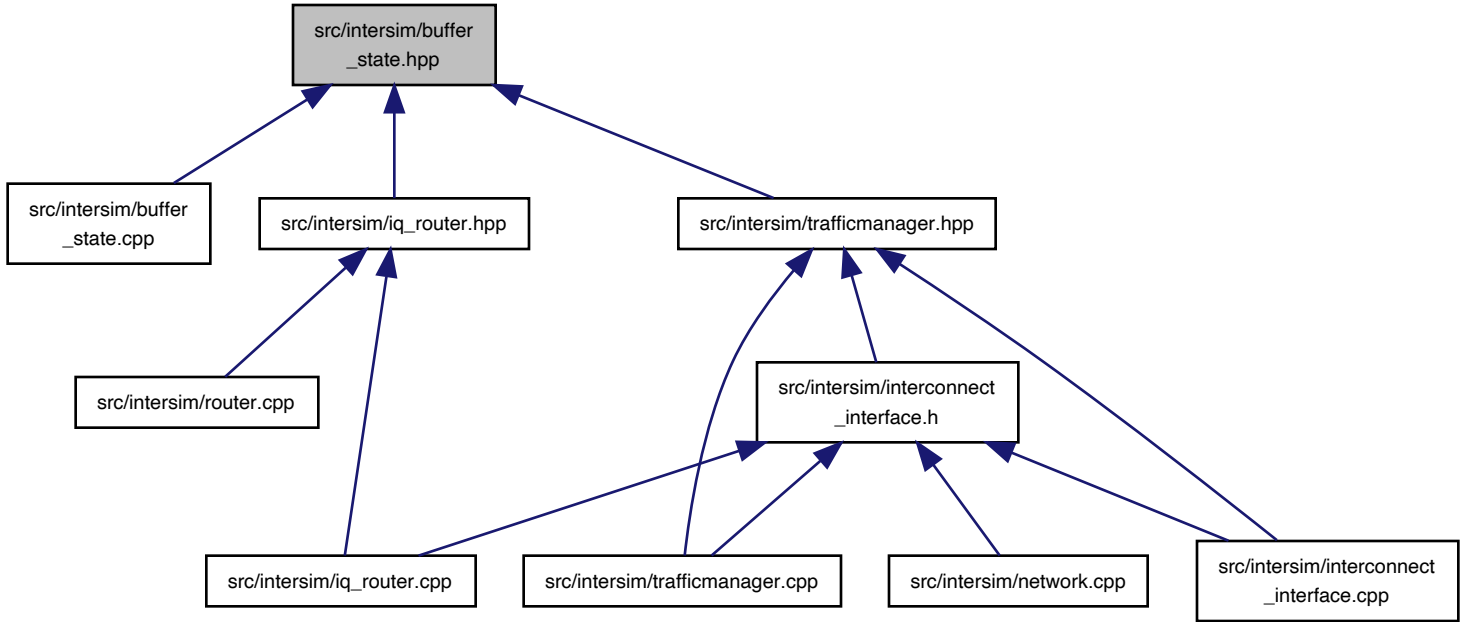 src/intersim/buffer
_state.hpp
src/intersim/buffer
_state.cpp
src/intersim/iq_router.hpp
src/intersim/trafficmanager.hpp
src/intersim/router.cpp
src/intersim/interconnect
_interface.h
src/intersim/iq_router.cpp
src/intersim/trafficmanager.cpp
src/intersim/network.cpp
src/intersim/interconnect
_interface.cpp